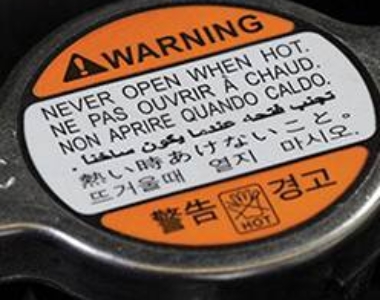 WARNING
NEVER OPEN WHEN HOT.
NE PAS OUVRIR À CHAUD.
NON APRIRE QUANDO CALDO.
تجنب فتحه عندما يكون ساخنا.
熱い時あけないこと。
뜨거울때 열지 마시오.
警告 HOT 경고